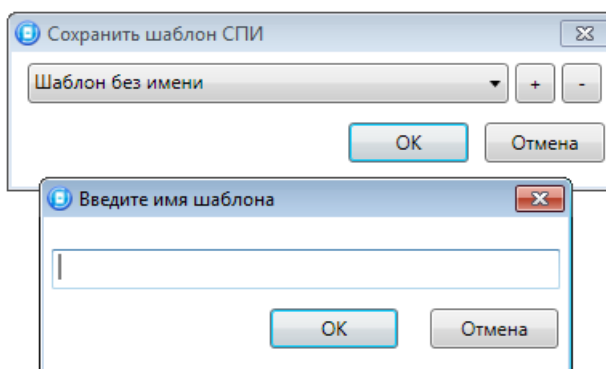 Сохранить шаблон СПИ
Шаблон без имени + -
ОК Отмена
Введите имя шаблона
ОК Отмена